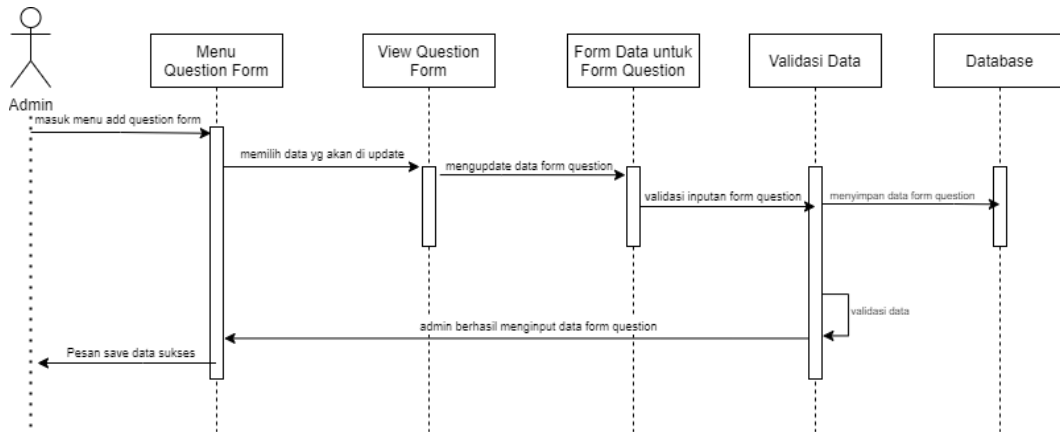 Menu
Question Form
View Question
Form
Form Data untuk
Form Question
Validasi Data
Database
Admin
masuk menu add question form
memilih data yg akan di update
mengupdate data form question
validasi inputan form question
menyimpan data form question
validasi data
admin berhasil menginput data form question
Pesan save data sukses